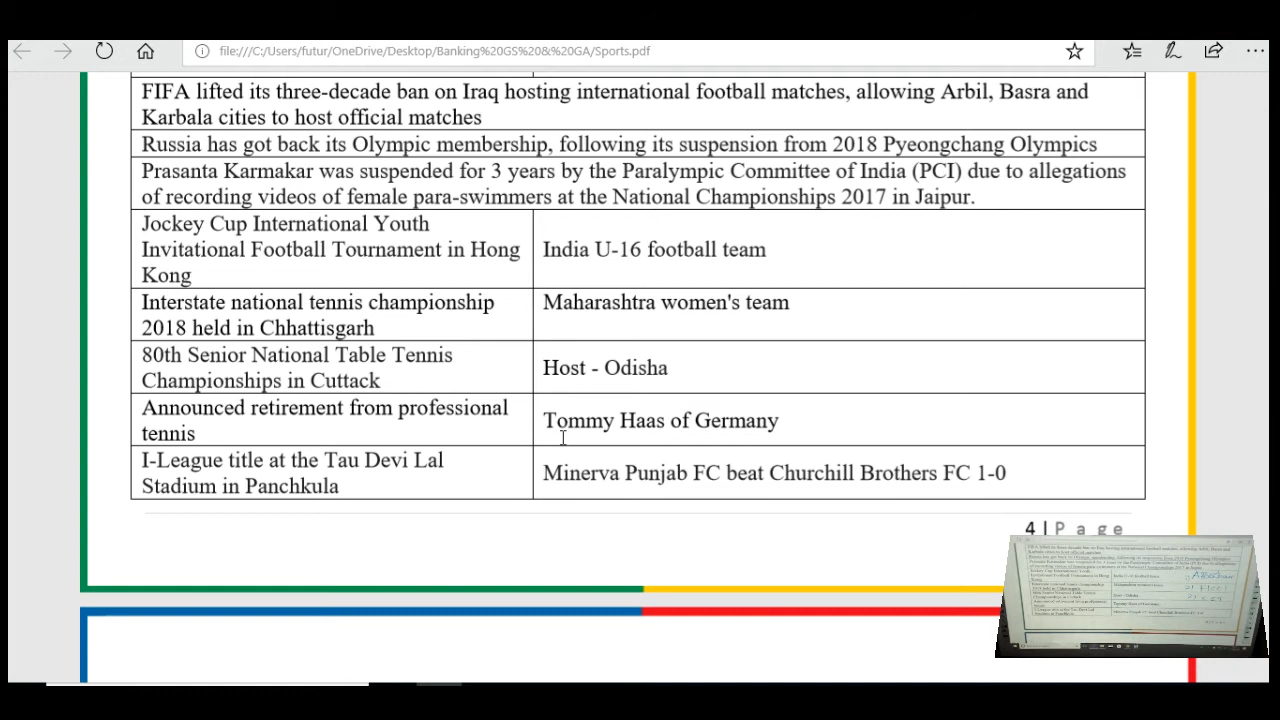 file:///C:/Users/futur/OneDrive/Desktop/Banking%20GS%20&%20GA/Sports.pdf
FIFA lifted its three-decade ban on Iraq hosting international football matches, allowing Arbil, Basra and
Karbala cities to host official matches
Russia has got back its Olympic membership, following its suspension from 2018 Pyeongchang Olympics
Prasanta Karmakar was suspended for 3 years by the Paralympic Committee of India (PCI) due to allegations
of recording videos of female para-swimmers at the National Championships 2017 in Jaipur.
Jockey Cup International Youth
Invitational Football Tournament in Hong
Kong
India U-16 football team
Interstate national tennis championship
2018 held in Chhattisgarh
Maharashtra women's team
80th Senior National Table Tennis
Championships in Cuttack
Host - Odisha
Announced retirement from professional
tennis
Tommy Haas of Germany
I-League title at the Tau Devi Lal
Stadium in Panchkula
Minerva Punjab FC beat Churchill Brothers FC 1-0
4 | P a g e